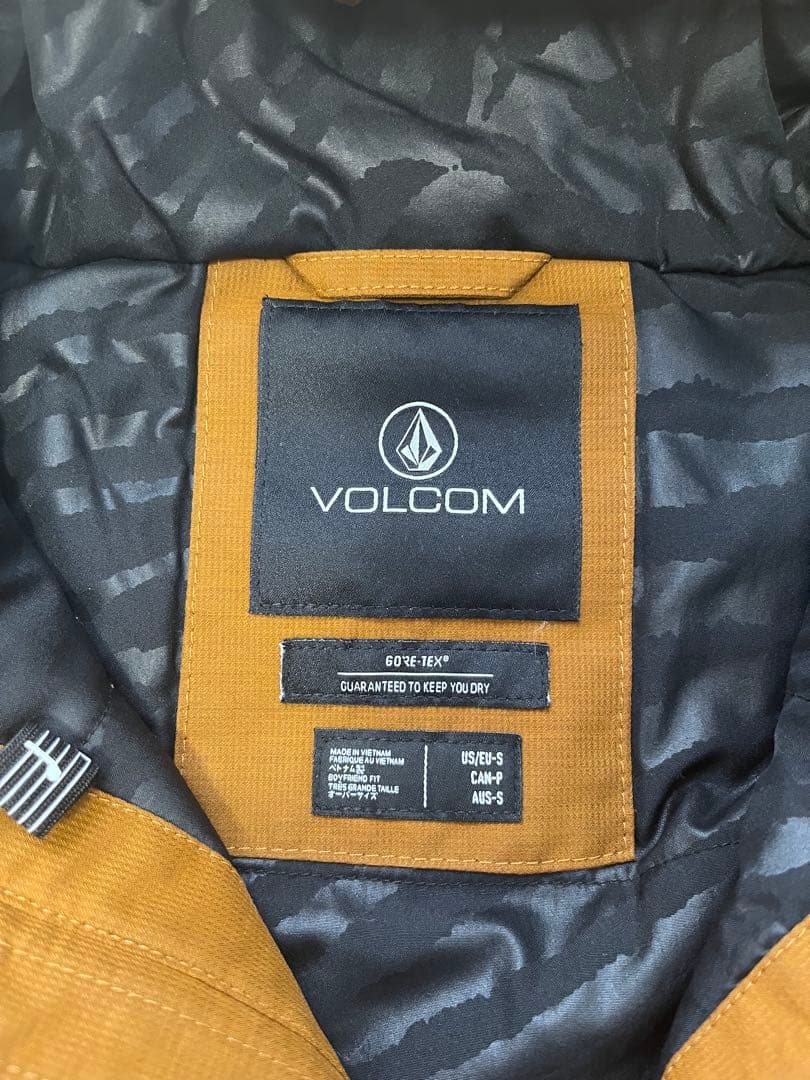 VOLCOM
GORE-TEX®
GUARANTEED TO KEEP YOU DRY
MADE IN VIETNAM
FABRIQUE AU VIETNAM
ベトナム製
BOYFRIEND FIT
TRÈS GRANDE TAILLE
オーバーサイズ
US/EU-S
CAN-P
AUS-S